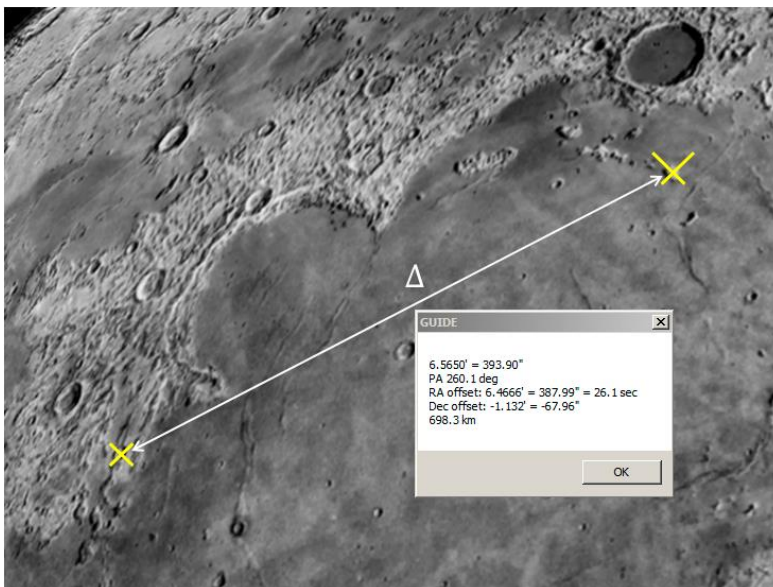 Δ
GUIDE
6.5650' = 393.90"
PA 260.1 deg
RA offset: 6.4666' = 387.99" = 26.1 sec
Dec offset: -1.132' = -67.96"
698.3 km
OK